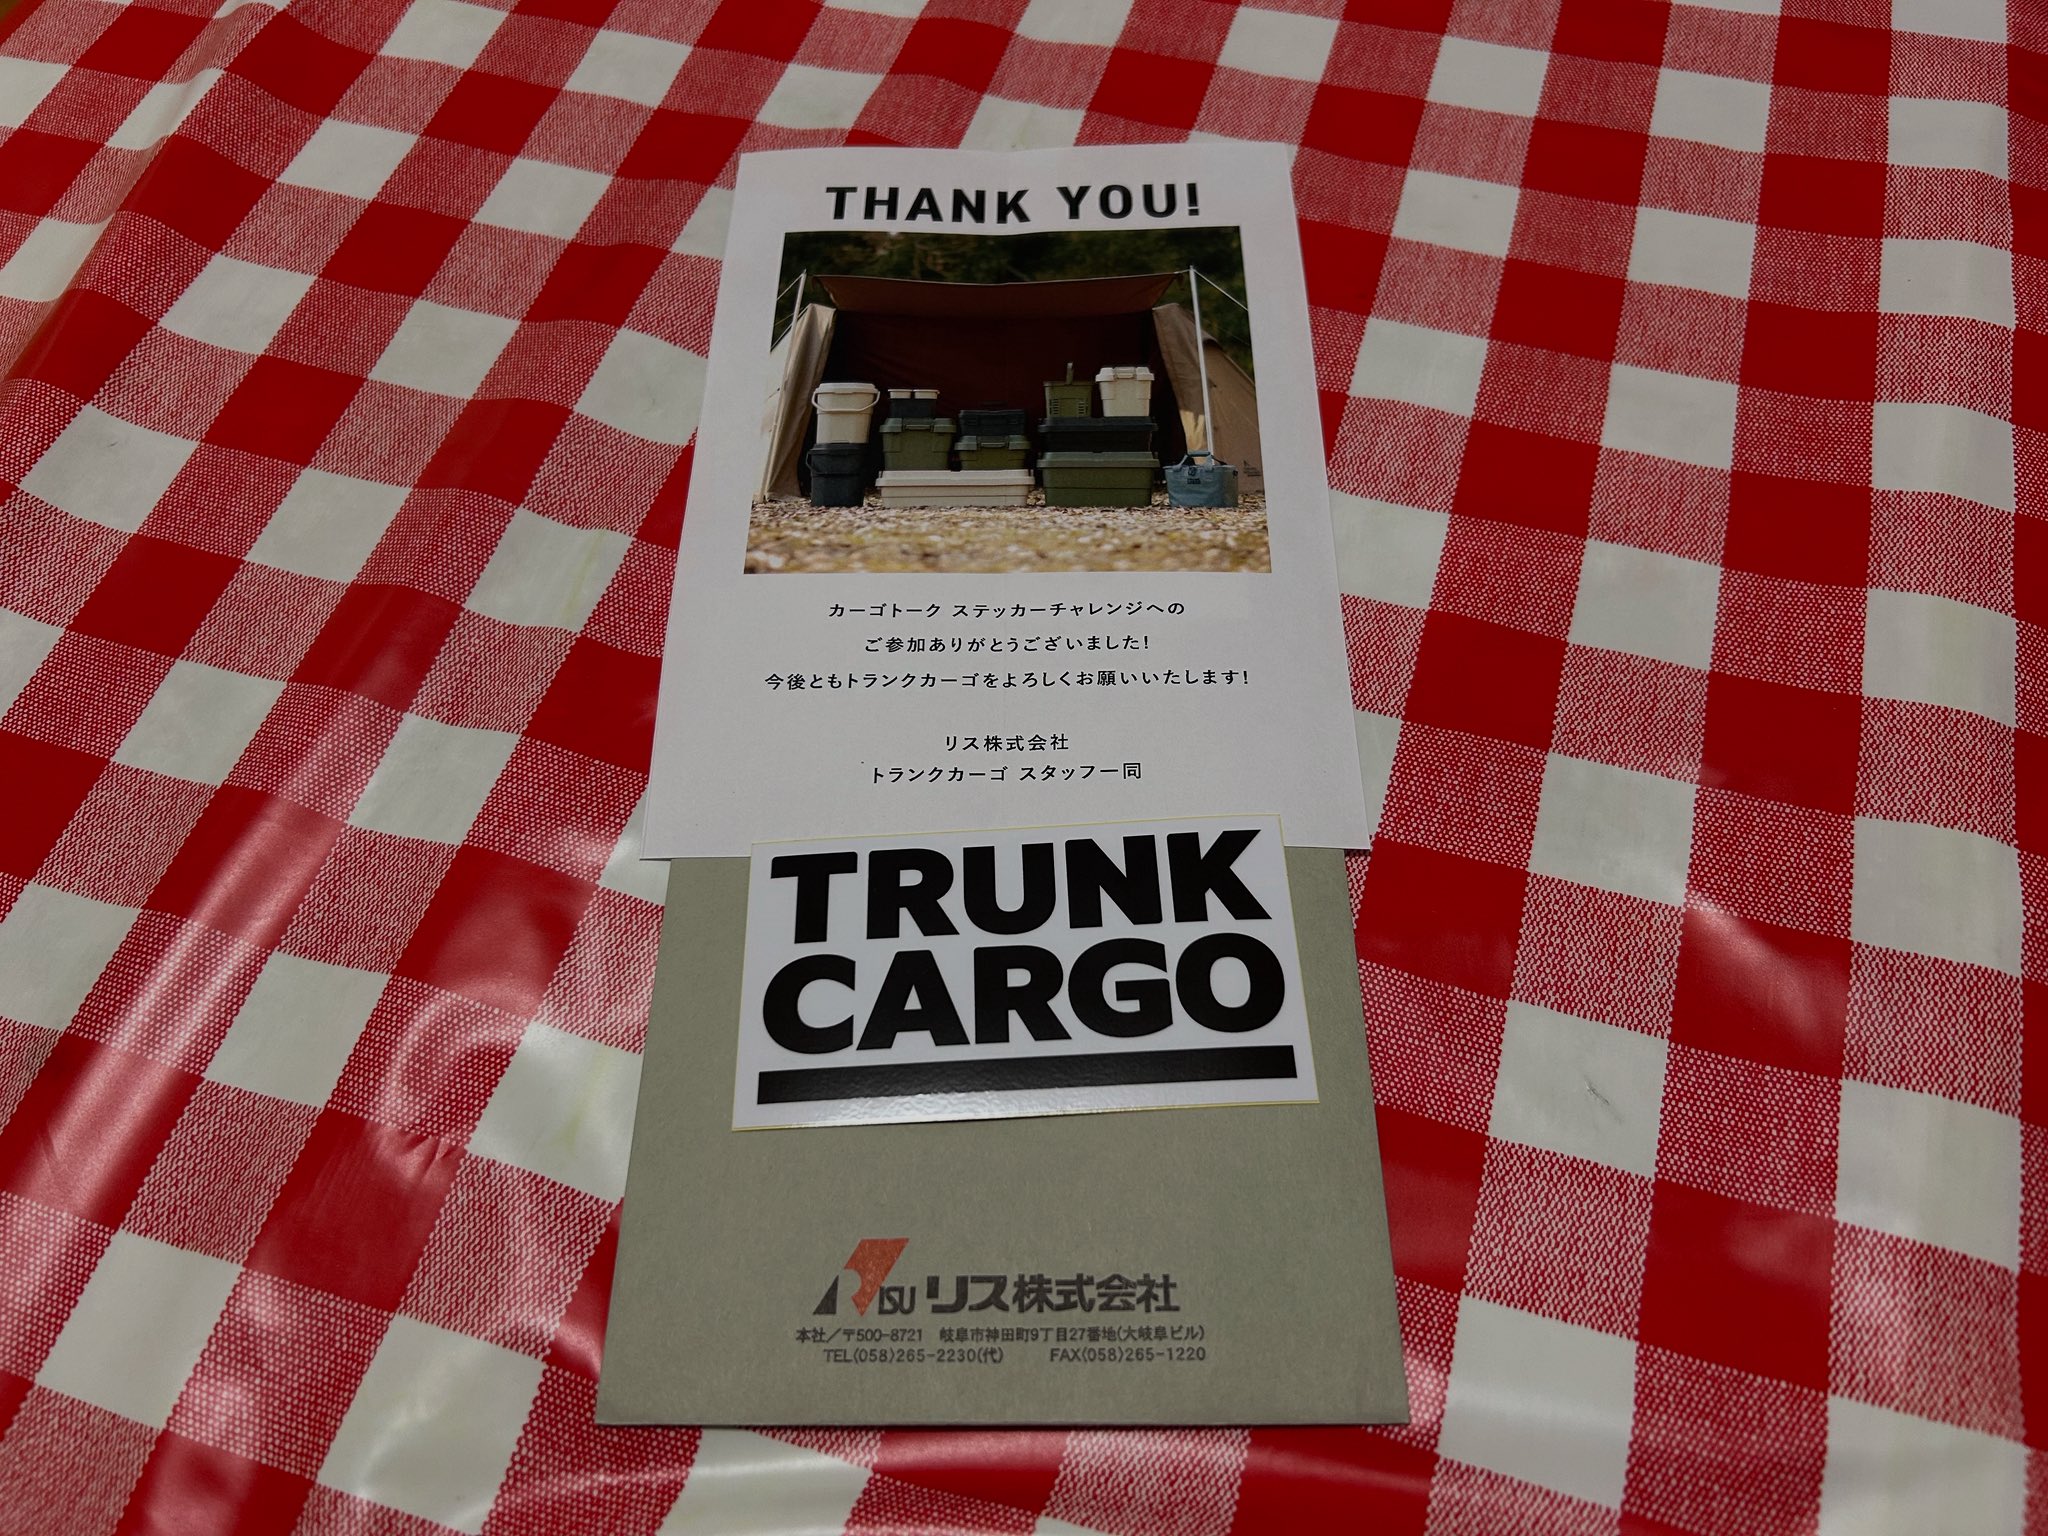 THANK YOU!
カーゴトーク ステッカーチャレンジへの
ご参加ありがとうございました!
今後ともトランクカーゴをよろしくお願いいたします!
リス株式会社
トランクカーゴ スタッフ一同
TRUNK
CARGO
RISU リス株式会社
本社/〒500-8721 岐阜市神田町9丁目27番地(大岐阜ビル)
TEL(058)265-2230(代) FAX(058)265-1220